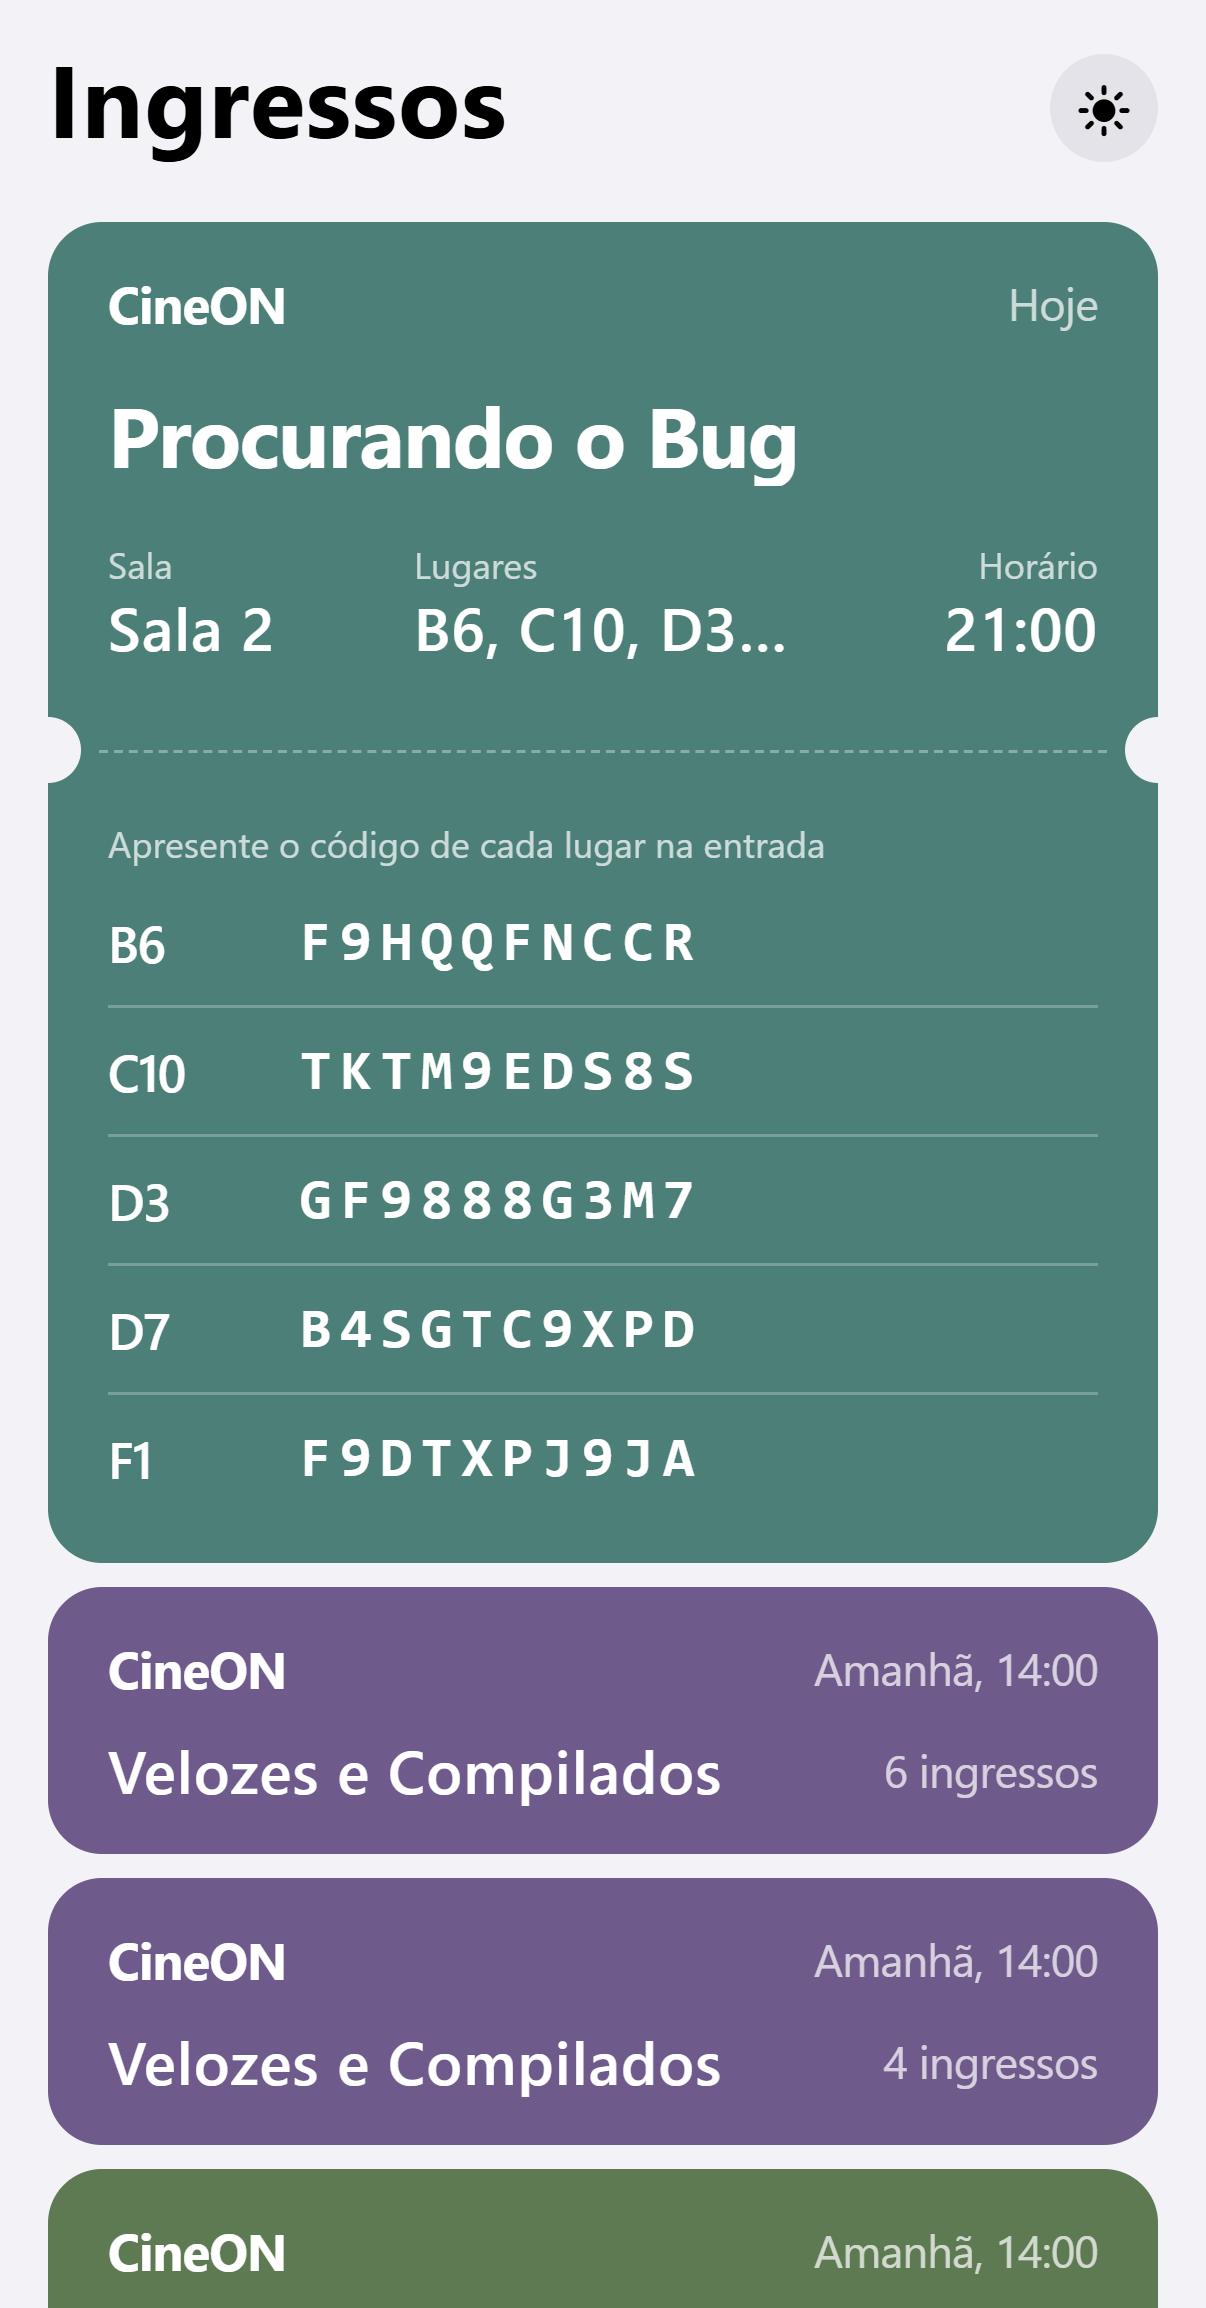 Ingressos
CineON Hoje
Procurando o Bug
Sala Lugares Horário
Sala 2 B6, C10, D3... 21:00
Apresente o código de cada lugar na entrada
B6 F9HQQFNCCR
C10 TKTM9EDS8S
D3 GF9888G3M7
D7 B4SGTC9XPD
F1 F9DTXPJ9JA
CineON Amanhã, 14:00
Velozes e Compilados 6 ingressos
CineON Amanhã, 14:00
Velozes e Compilados 4 ingressos
CineON Amanhã, 14:00